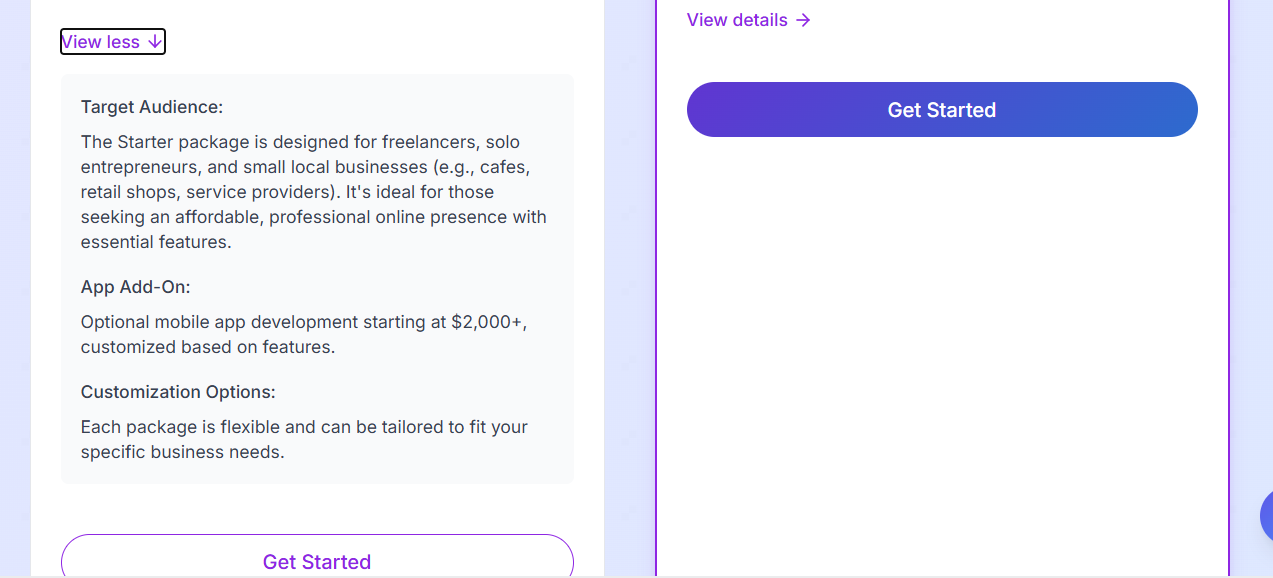 View less ↓
Target Audience:
The Starter package is designed for freelancers, solo
entrepreneurs, and small local businesses (e.g., cafes,
retail shops, service providers). It's ideal for those
seeking an affordable, professional online presence with
essential features.
App Add-On:
Optional mobile app development starting at $2,000+,
customized based on features.
Customization Options:
Each package is flexible and can be tailored to fit your
specific business needs.
Get Started
View details →
Get Started